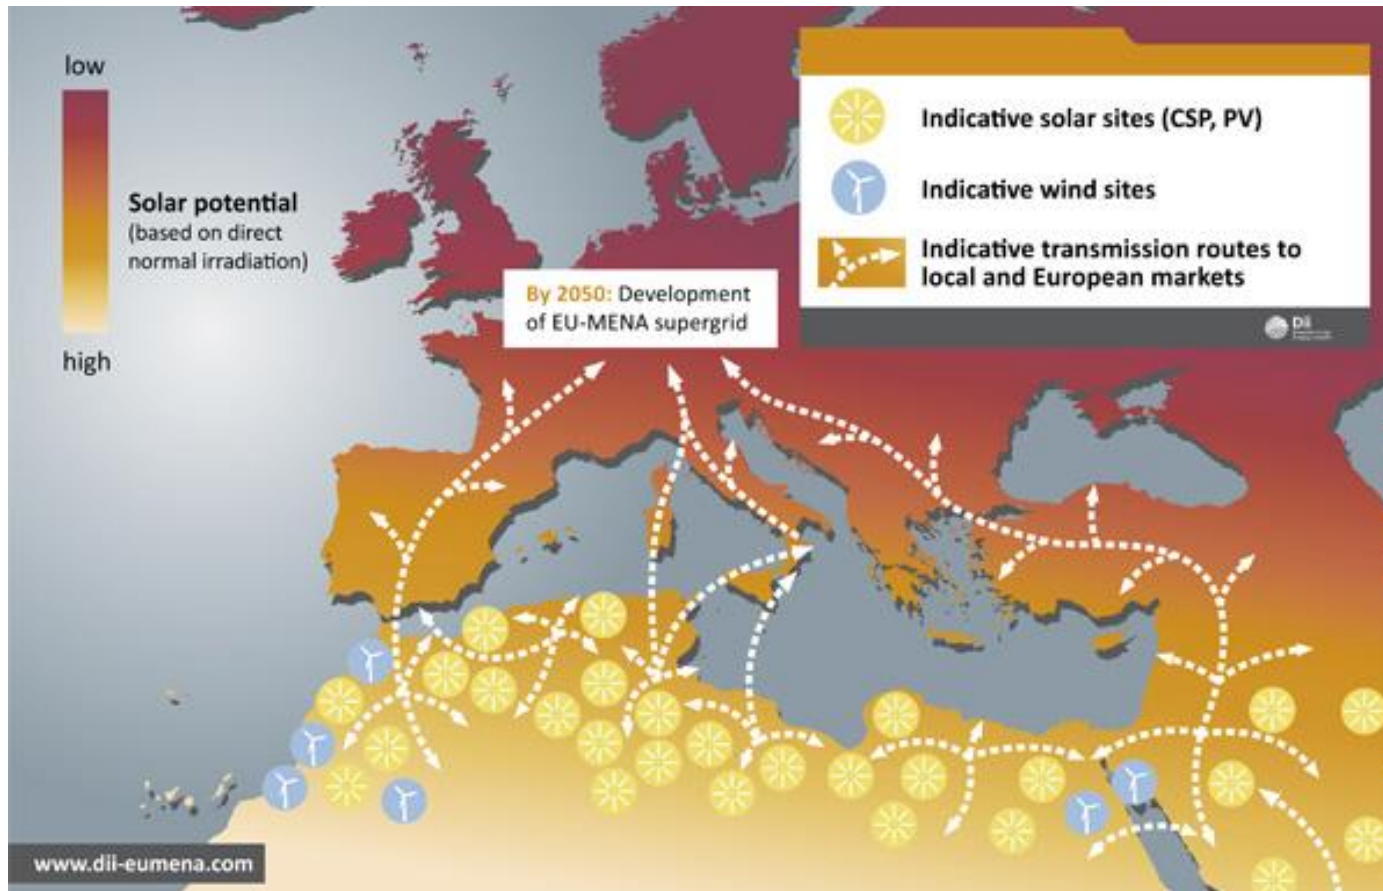 low
Solar potential
(based on direct
normal irradiation)
high
Indicative solar sites (CSP, PV)
Indicative wind sites
Indicative transmission routes to
local and European markets
Dii
By 2050: Development
of EU-MENA supergrid
www.dii-eumena.com